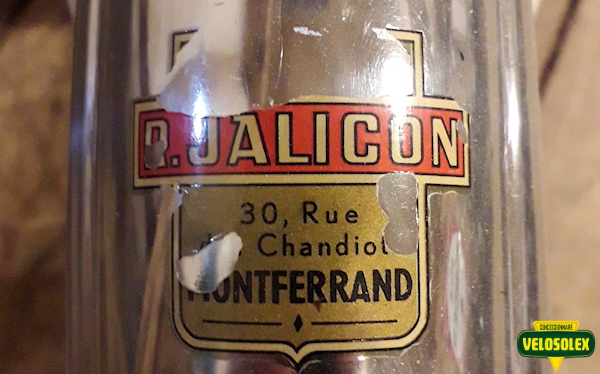 R. JALICON
30, Rue
Chandiot
MONTFERRAND
CONCESSIONNAIRE
VELOSOLEX